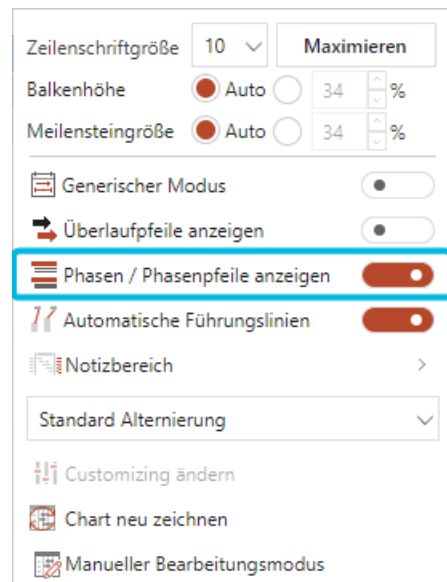 Zeilenschriftgröße 10 Maximieren
Balkenhöhe Auto 34 %
Meilensteingröße Auto 34 %
Generischer Modus
Überlaufpfeile anzeigen
Phasen / Phasenpfeile anzeigen
Automatische Führungslinien
Notizbereich
Standard Alternierung
Customizing ändern
Chart neu zeichnen
Manueller Bearbeitungsmodus